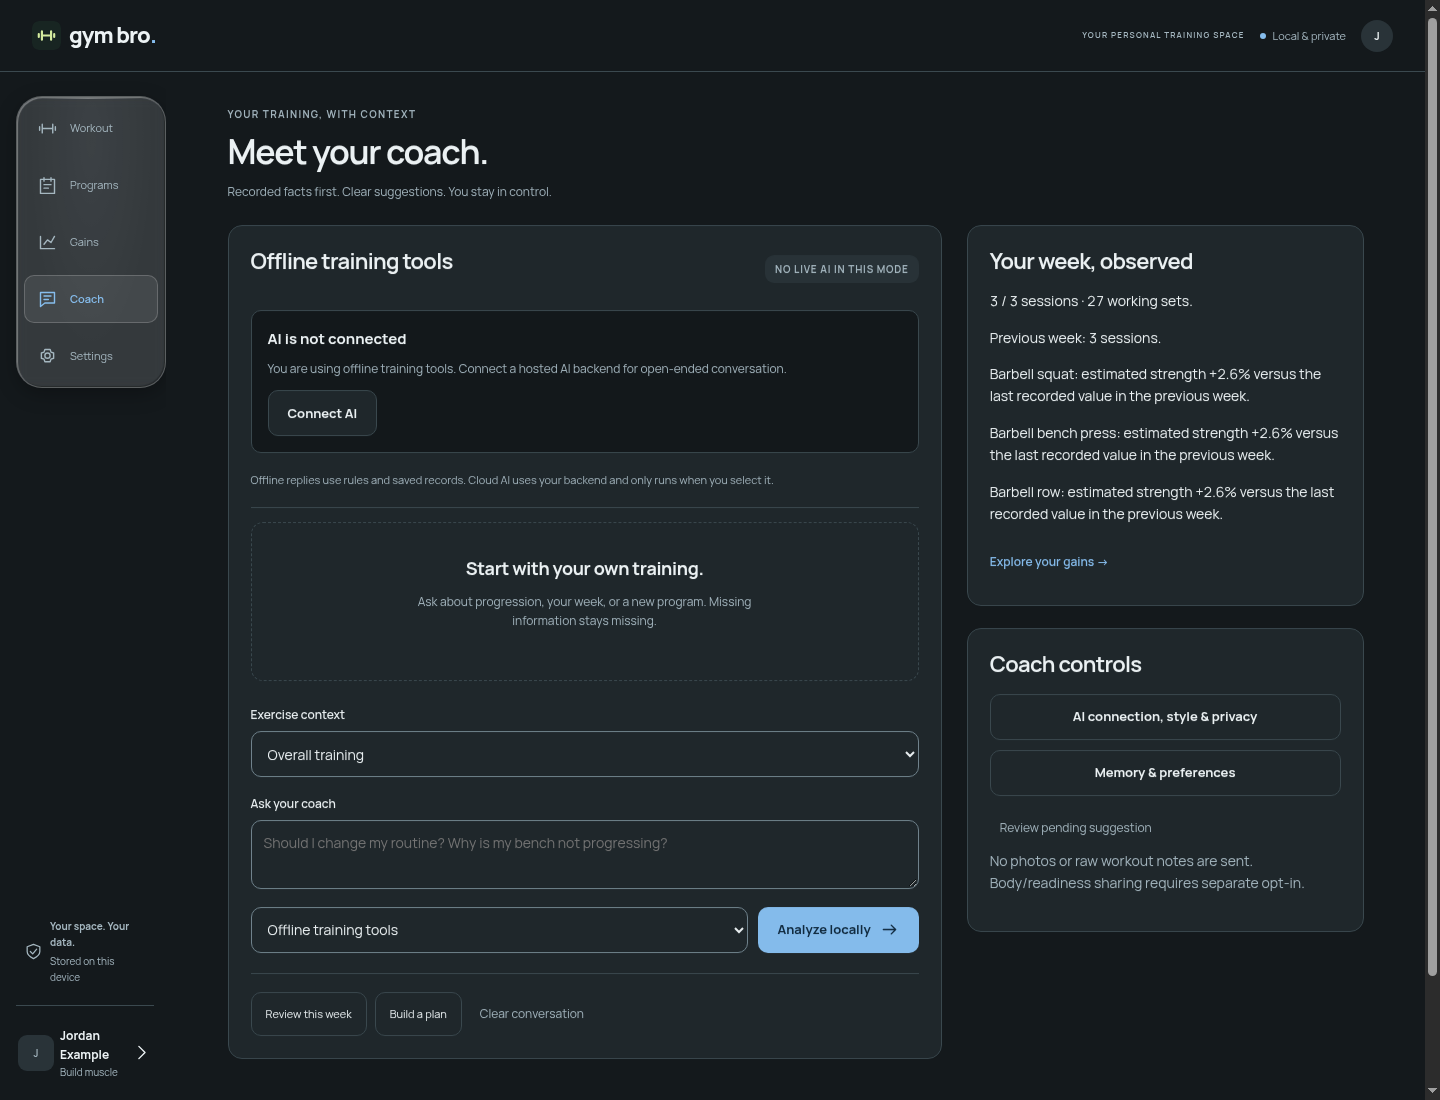 gym bro.
YOUR PERSONAL TRAINING SPACE
Local & private
J
Workout
Programs
Gains
Coach
Settings
Your space. Your
data.
Stored on this
device
J
Jordan
Example
Build muscle
YOUR TRAINING, WITH CONTEXT
Meet your coach.
Recorded facts first. Clear suggestions. You stay in control.
Offline training tools
NO LIVE AI IN THIS MODE
AI is not connected
You are using offline training tools. Connect a hosted AI backend for open-ended conversation.
Connect AI
Offline replies use rules and saved records. Cloud AI uses your backend and only runs when you select it.
Start with your own training.
Ask about progression, your week, or a new program. Missing
information stays missing.
Exercise context
Overall training
Ask your coach
Should I change my routine? Why is my bench not progressing?
Offline training tools
Analyze locally →
Review this week
Build a plan
Clear conversation
Your week, observed
3 / 3 sessions · 27 working sets.
Previous week: 3 sessions.
Barbell squat: estimated strength +2.6% versus the
last recorded value in the previous week.
Barbell bench press: estimated strength +2.6% versus
the last recorded value in the previous week.
Barbell row: estimated strength +2.6% versus the last
recorded value in the previous week.
Explore your gains →
Coach controls
AI connection, style & privacy
Memory & preferences
Review pending suggestion
No photos or raw workout notes are sent.
Body/readiness sharing requires separate opt-in.